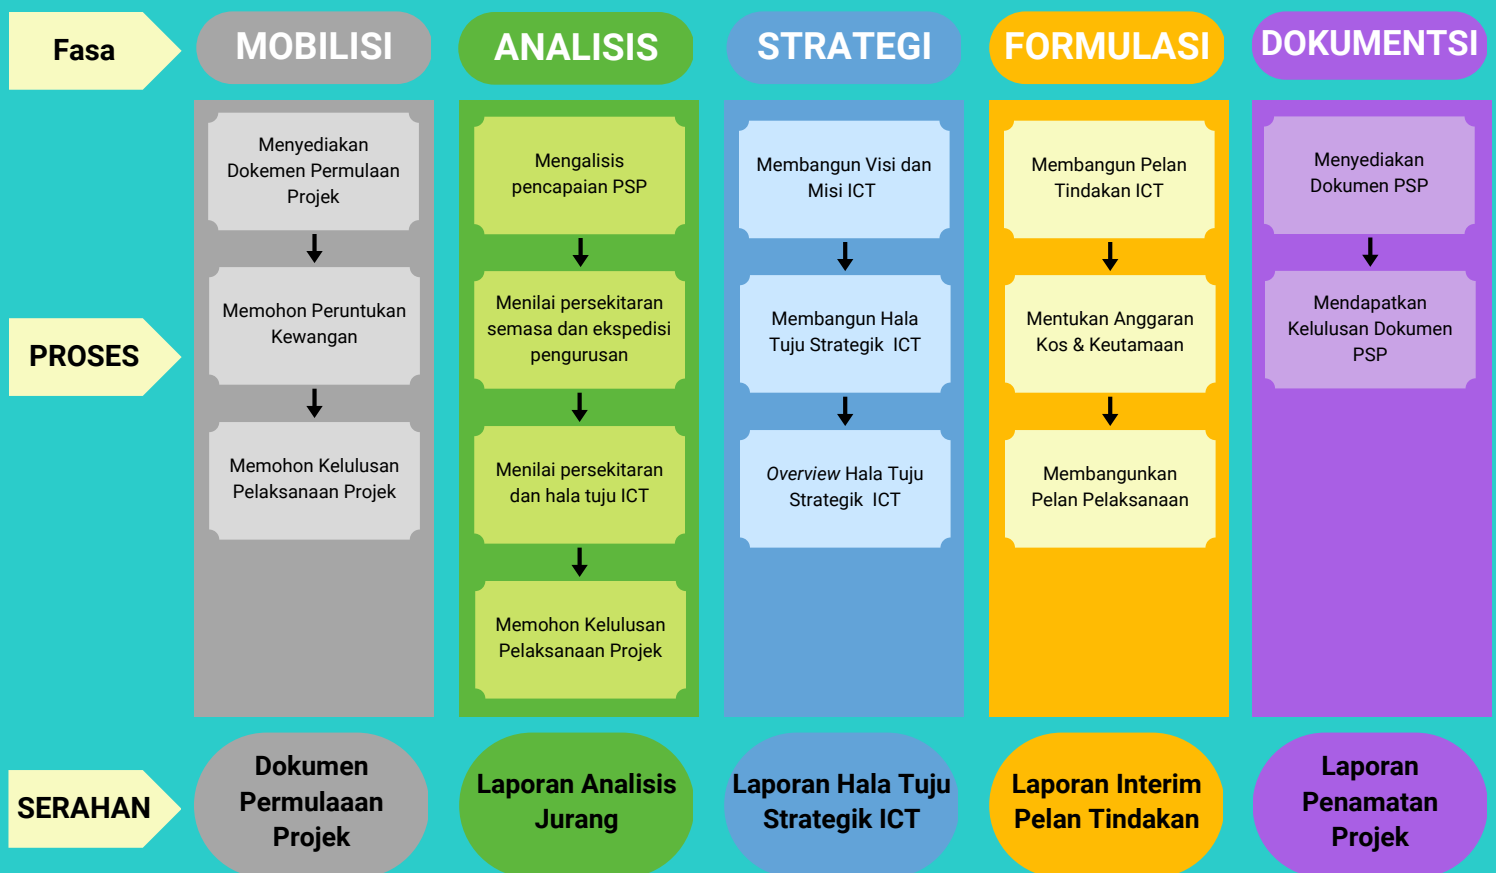 Fasa
MOBILISI
ANALISIS
STRATEGI
FORMULASI
DOKUMENTSI
PROSES
Menyediakan
Dokemen Permulaan
Projek
Memohon Peruntukan
Kewangan
Memohon Kelulusan
Pelaksanaan Projek
Mengalisis
pencapaian PSP
Menilai persekitaran
semasa dan ekspedisi
pengurusan
Menilai persekitaran
dan hala tuju ICT
Memohon Kelulusan
Pelaksanaan Projek
Membangun Visi dan
Misi ICT
Membangun Hala
Tuju Strategik ICT
Overview Hala Tuju
Strategik ICT
Membangun Pelan
Tindakan ICT
Mentukan Anggaran
Kos & Keutamaan
Membangunkan
Pelan Pelaksanaan
Menyediakan
Dokumen PSP
Mendapatkan
Kelulusan Dokumen
PSP
SERAHAN
Dokumen
Permulaaan
Projek
Laporan Analisis
Jurang
Laporan Hala Tuju
Strategik ICT
Laporan Interim
Pelan Tindakan
Laporan
Penamatan
Projek